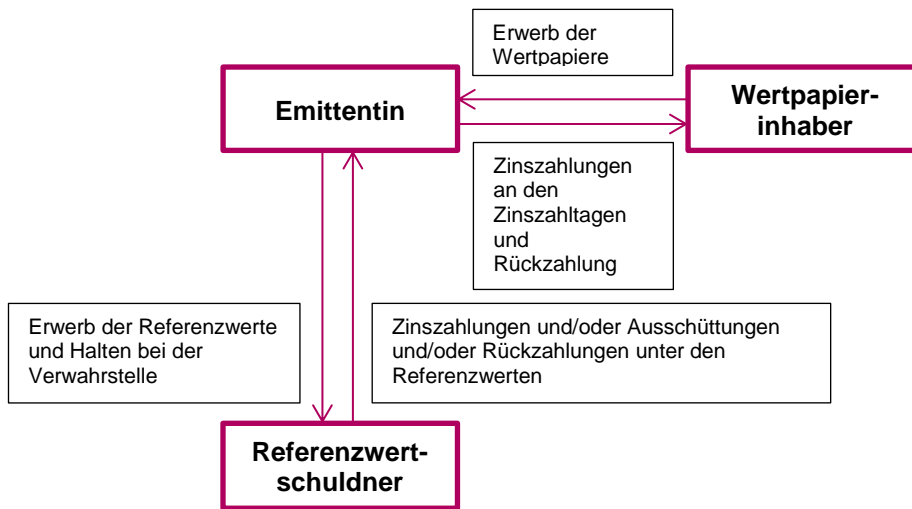 Erwerb der
Wertpapiere
Emittentin
Wertpapier-
inhaber
Zinszahlungen
an den
Zinszahltagen
und
Rückzahlung
Erwerb der Referenzwerte
und Halten bei der
Verwahrstelle
Zinszahlungen und/oder Ausschüttungen
und/oder Rückzahlungen unter den
Referenzwerten
Referenzwert-
schuldner